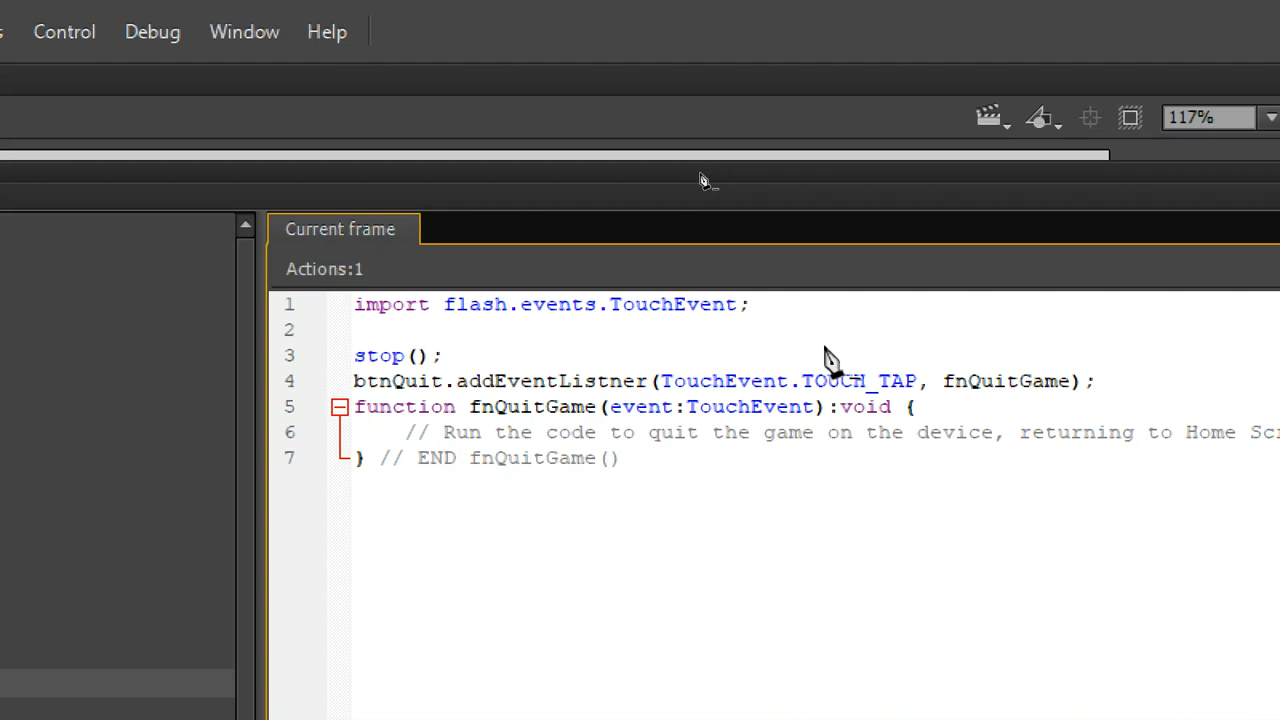 Control Debug Window Help
117%
Current frame
Actions:1
1 import flash.events.TouchEvent;
2
3 stop();
4 btnQuit.addEventListner(TouchEvent.TOUCH_TAP, fnQuitGame);
5 function fnQuitGame(event:TouchEvent):void {
6 // Run the code to quit the game on the device, returning to Home
7 } // END fnQuitGame()